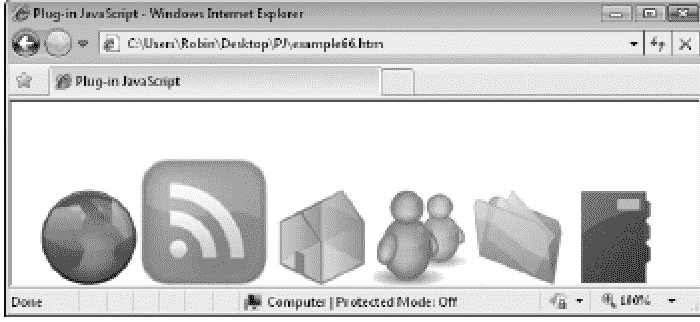 Plug-in JavaScript - Windows Internet Explorer
C:\Users\Robin\Desktop\PJ\example66.htm
Plug-in JavaScript
Done
Computer | Protected Mode: Off
100%